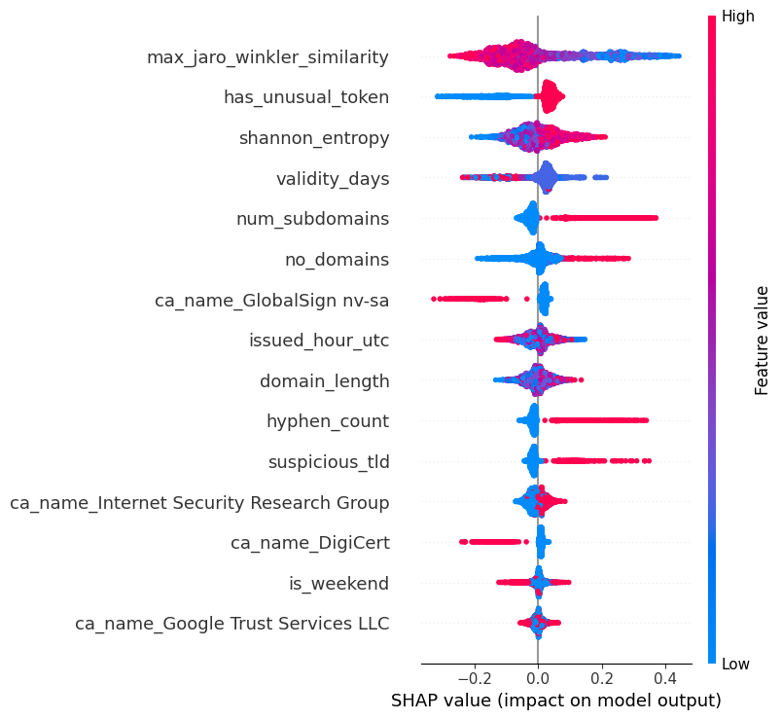 High
max_jaro_winkler_similarity
has_unusual_token
shannon_entropy
validity_days
num_subdomains
no_domains
ca_name_GlobalSign nv-sa
issued_hour_utc
domain_length
hyphen_count
suspicious_tld
ca_name_Internet Security Research Group
ca_name_DigiCert
is_weekend
ca_name_Google Trust Services LLC
Feature value
Low
−0.2 0.0 0.2 0.4
SHAP value (impact on model output)